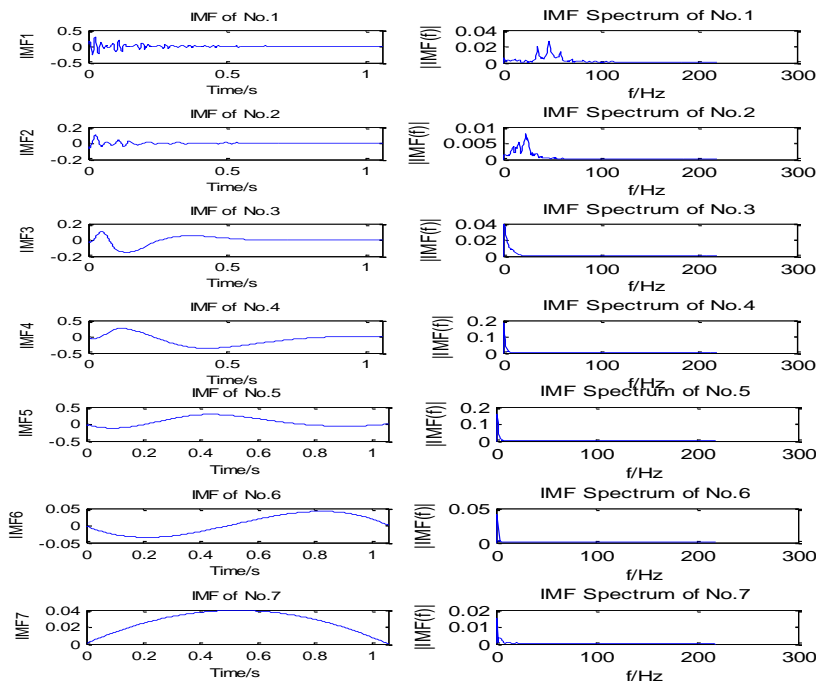 IMF of No.1
IMF1
0.5
0
-0.5
0
0.5
1
Time/s
IMF Spectrum of No.1
|IMF(f)|
0.04
0.02
0
0
100
200
300
f/Hz
IMF of No.2
IMF2
0.2
0
-0.2
0
0.5
1
Time/s
IMF Spectrum of No.2
|IMF(f)|
0.01
0.005
0
0
100
200
300
f/Hz
IMF of No.3
IMF3
0.2
0
-0.2
0
0.5
1
Time/s
IMF Spectrum of No.3
|IMF(f)|
0.04
0.02
0
0
100
200
300
f/Hz
IMF of No.4
IMF4
0.5
0
-0.5
0
0.5
1
Time/s
IMF Spectrum of No.4
|IMF(f)|
0.2
0.1
0
0
100
200
300
f/Hz
IMF of No.5
IMF5
0.5
0
-0.5
0
0.2
0.4
0.6
0.8
1
Time/s
IMF Spectrum of No.5
|IMF(f)|
0.2
0.1
0
0
100
200
300
f/Hz
IMF of No.6
IMF6
0.05
0
-0.05
0
0.2
0.4
0.6
0.8
1
Time/s
IMF Spectrum of No.6
|IMF(f)|
0.05
0
0
100
200
300
f/Hz
IMF of No.7
IMF7
0.04
0.02
0
0
0.2
0.4
0.6
0.8
1
Time/s
IMF Spectrum of No.7
|IMF(f)|
0.02
0.01
0
0
100
200
300
f/Hz